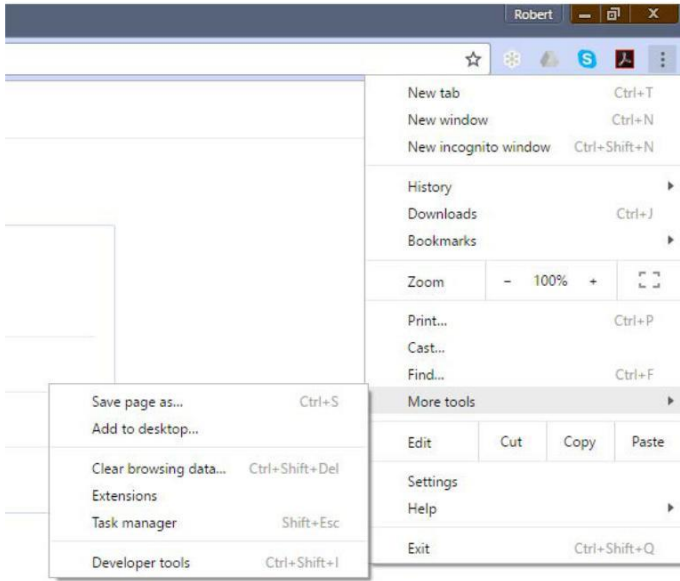 Robert
New tab Ctrl+T
New window Ctrl+N
New incognito window Ctrl+Shift+N
History
Downloads Ctrl+J
Bookmarks
Zoom - 100% +
Print... Ctrl+P
Cast...
Find... Ctrl+F
More tools
Edit Cut Copy Paste
Settings
Help
Exit Ctrl+Shift+Q
Save page as... Ctrl+S
Add to desktop...
Clear browsing data... Ctrl+Shift+Del
Extensions
Task manager Shift+Esc
Developer tools Ctrl+Shift+I